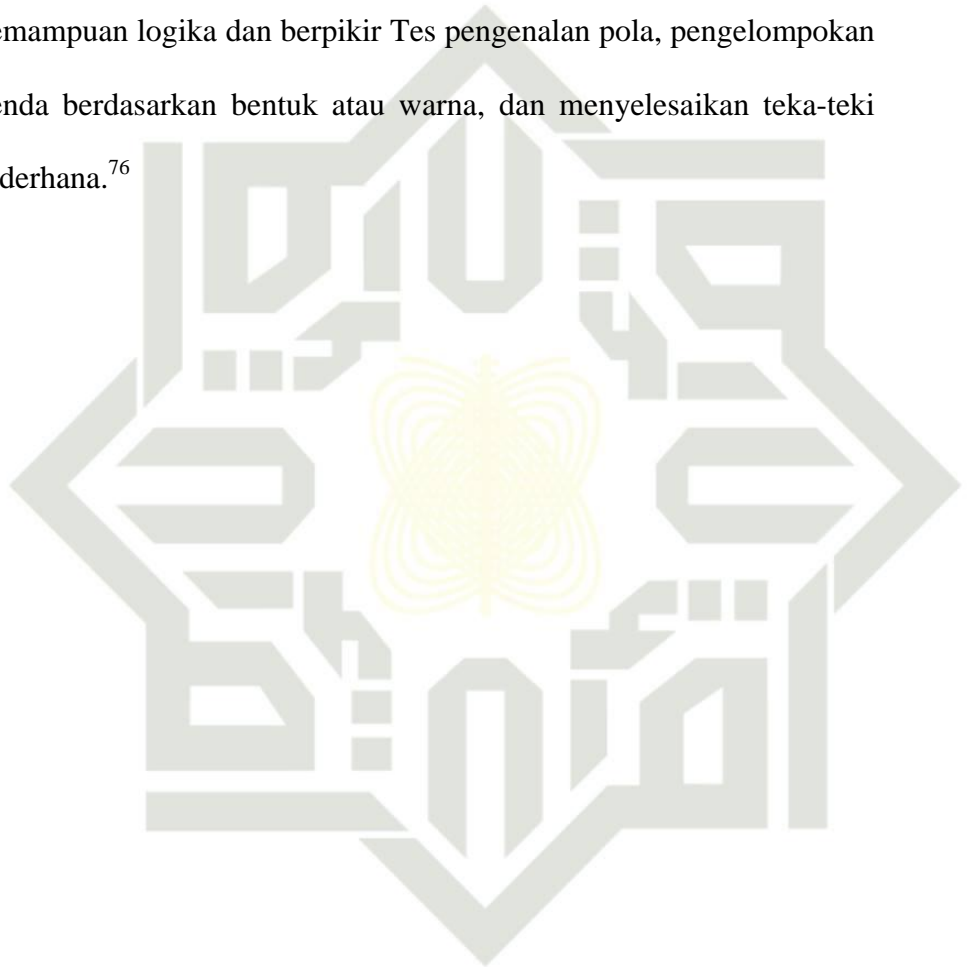 emampuan logika dan berpikir Tes pengenalan pola, pengelompokan
enda berdasarkan bentuk atau warna, dan menyelesaikan teka-teki
derhana.76